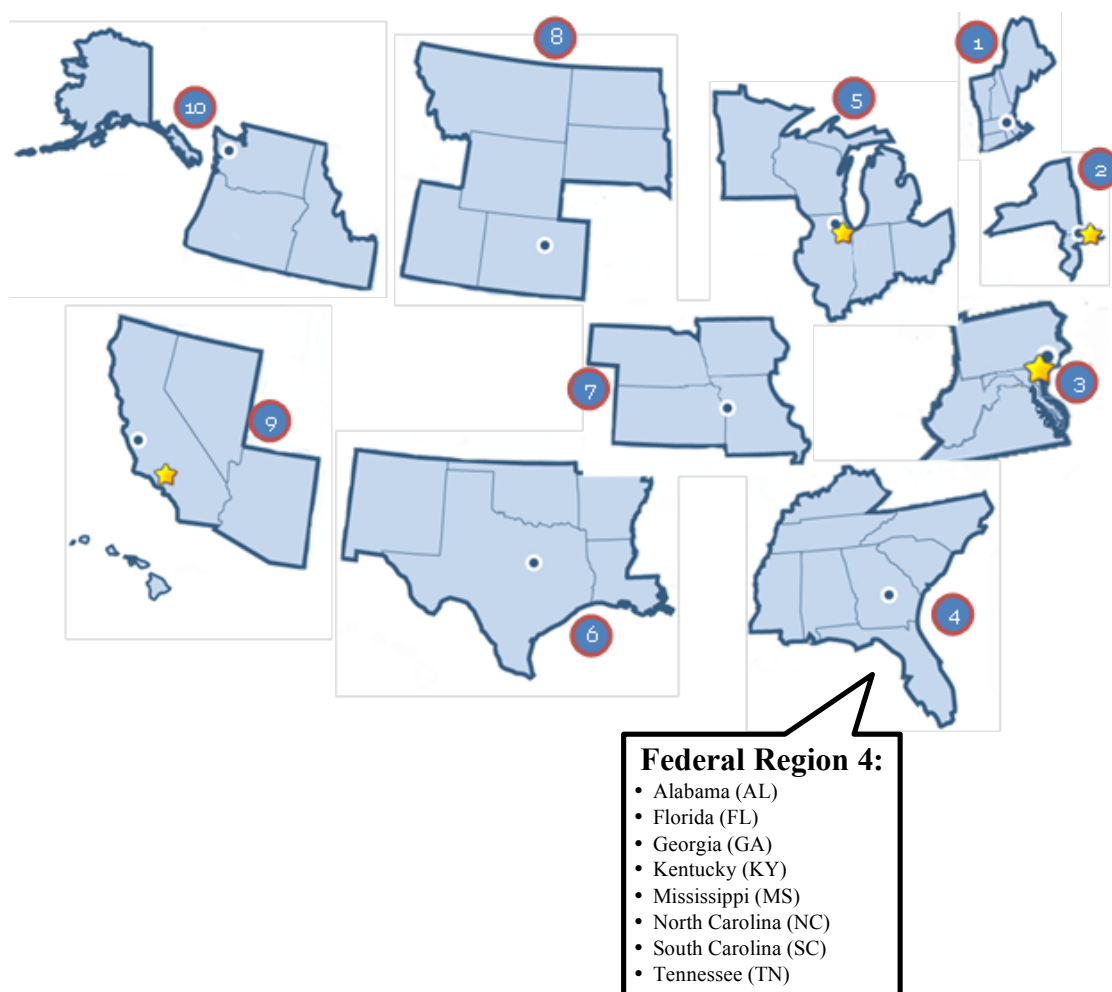 8
1
5
10
2
7
3
9
6
4
Federal Region 4:
• Alabama (AL)
• Florida (FL)
• Georgia (GA)
• Kentucky (KY)
• Mississippi (MS)
• North Carolina (NC)
• South Carolina (SC)
• Tennessee (TN)